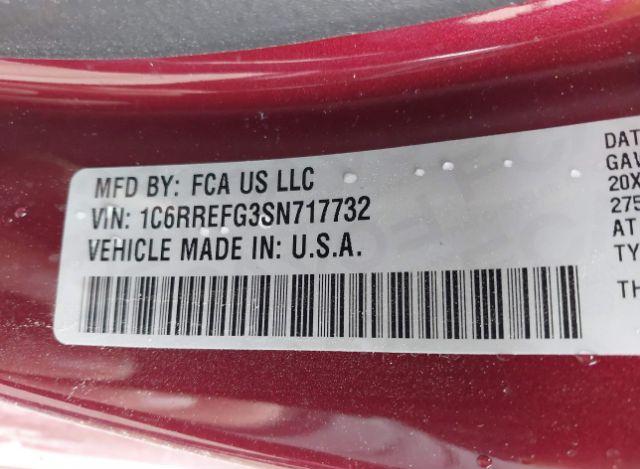 MFD BY: FCA US LLC
VIN: 1C6RREFG3SN717732
VEHICLE MADE IN: U.S.A.
DAT
GAV
20X
275
AT
TY
TH